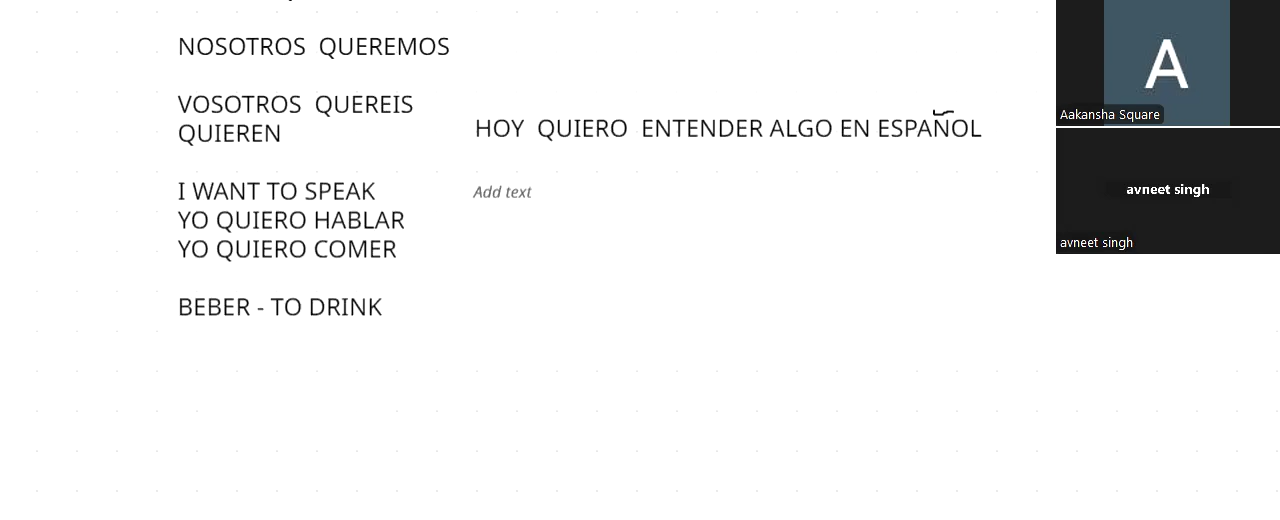 NOSOTROS QUEREMOS
VOSOTROS QUEREIS
QUIEREN
I WANT TO SPEAK
YO QUIERO HABLAR
YO QUIERO COMER
BEBER - TO DRINK
HOY QUIERO ENTENDER ALGO EN ESPAÑOL
Add text
A
Aakansha Square
avneet singh
avneet singh